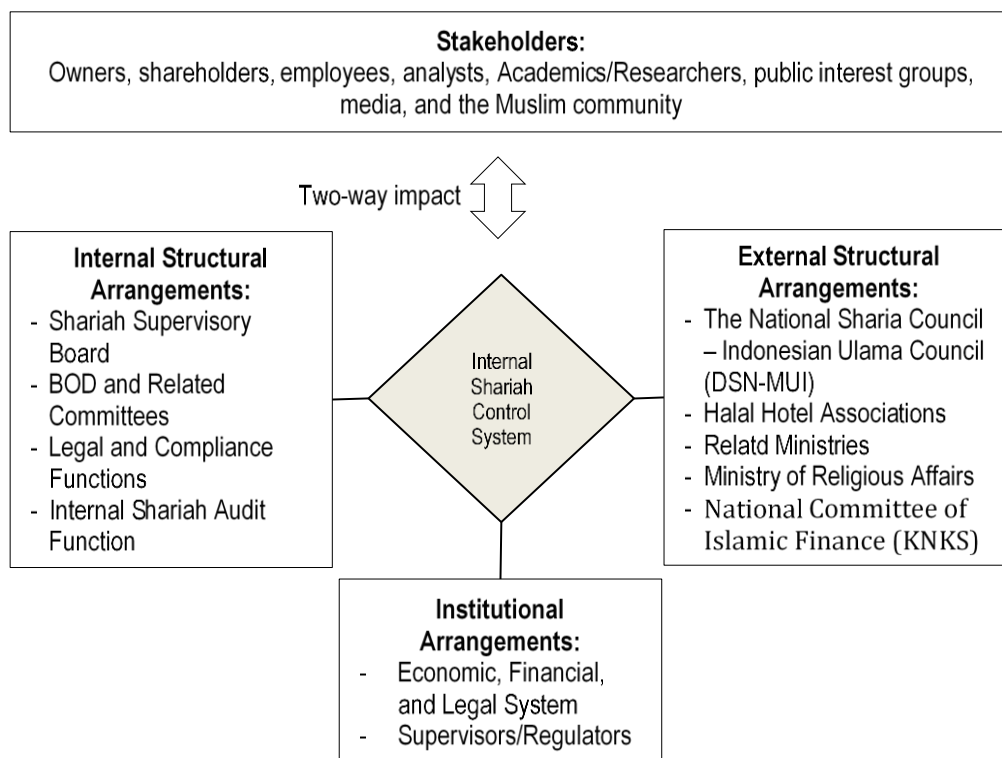 Stakeholders:
Owners, shareholders, employees, analysts, Academics/Researchers, public interest groups,
media, and the Muslim community
Two-way impact
Internal Structural
Arrangements:
- Shariah Supervisory
Board
- BOD and Related
Committees
- Legal and Compliance
Functions
- Internal Shariah Audit
Function
Internal
Shariah
Control
System
External Structural
Arrangements:
- The National Sharia Council
– Indonesian Ulama Council
(DSN-MUI)
- Halal Hotel Associations
- Relatd Ministries
- Ministry of Religious Affairs
- National Committee of
Islamic Finance (KNKS)
Institutional
Arrangements:
- Economic, Financial,
and Legal System
- Supervisors/Regulators